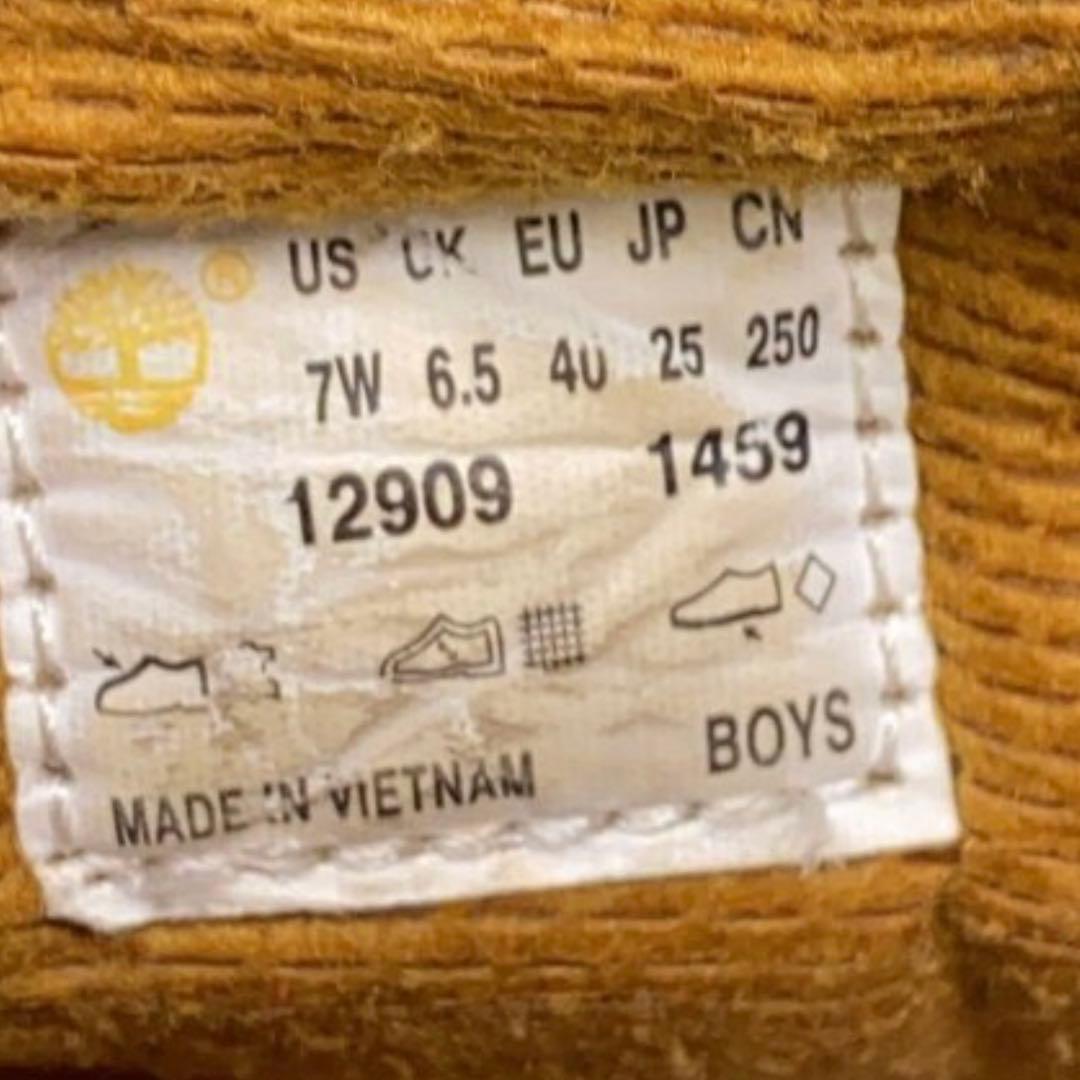 ® US UK EU JP CN
7W 6.5 40 25 250
12909 1459
MADE IN VIETNAM BOYS